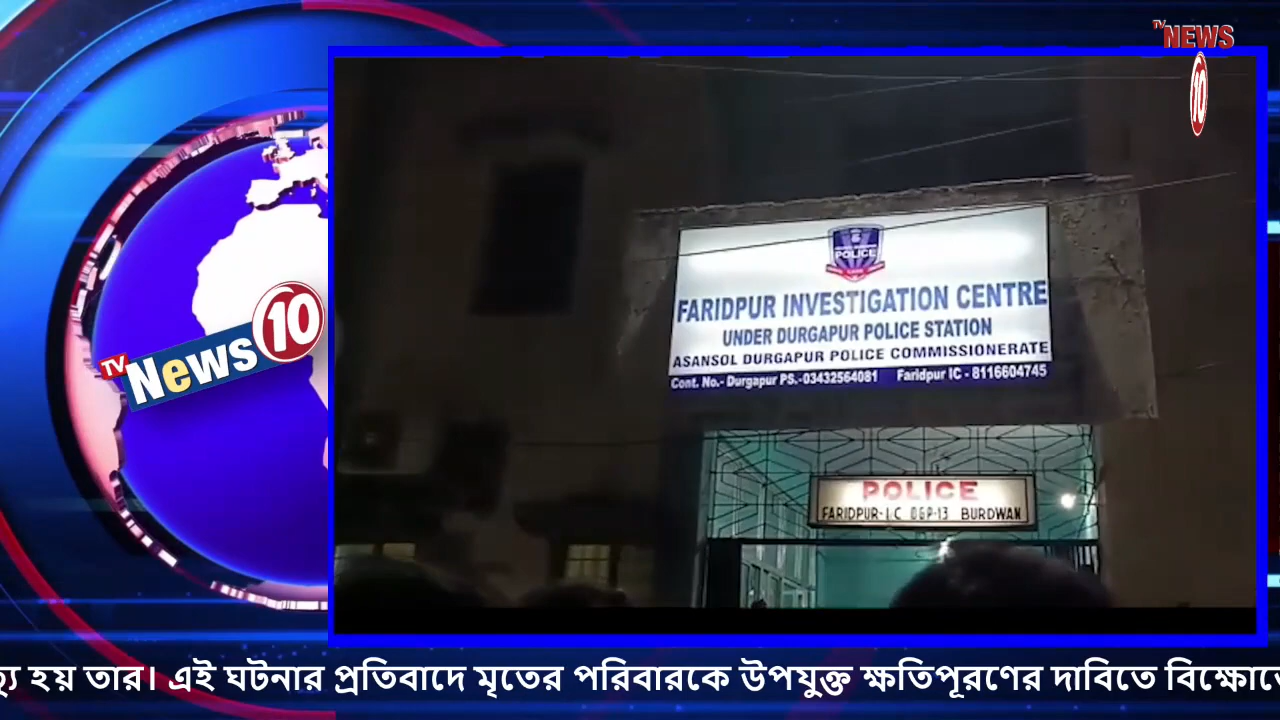 TV NEWS
10
POLICE
FARIDPUR INVESTIGATION CENTRE
UNDER DURGAPUR POLICE STATION
ASANSOL DURGAPUR POLICE COMMISSIONERATE
Cont. No.- Durgapur PS.-03432564081 Faridpur IC - 8116604745
TV News 10
POLICE
FARIDPUR-I.C DGP-13 BURDWAN
হয় তার। এই ঘটনার প্রতিবাদে মৃতের পরিবারকে উপযুক্ত ক্ষতিপূরণের দাবিতে